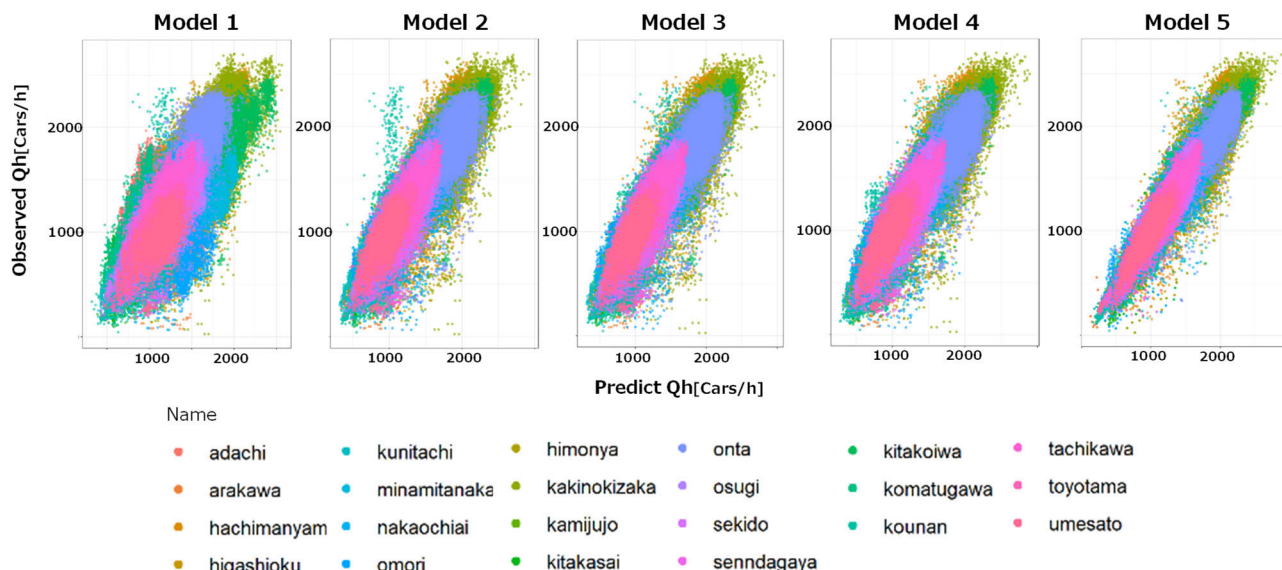 Model 1 Model 2 Model 3 Model 4 Model 5
Observed Qh[Cars/h]
2000 2000 2000 2000 2000
1000 1000 1000 1000 1000
1000 2000 1000 2000 1000 2000 1000 2000 1000 2000
Predict Qh[Cars/h]
Name
adachi kunitachi himonya onta kitakoiwa tachikawa
arakawa minamitanaka kakinokizaka osugi komatugawa toyotama
hachimanyam nakaochiai kamijujo sekido kounan umesato
higashioku omori kitakasai senndagaya